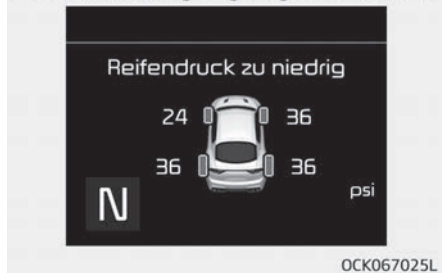 Reifendruck zu niedrig
24 36
36 36
psi
N
OCK067025L